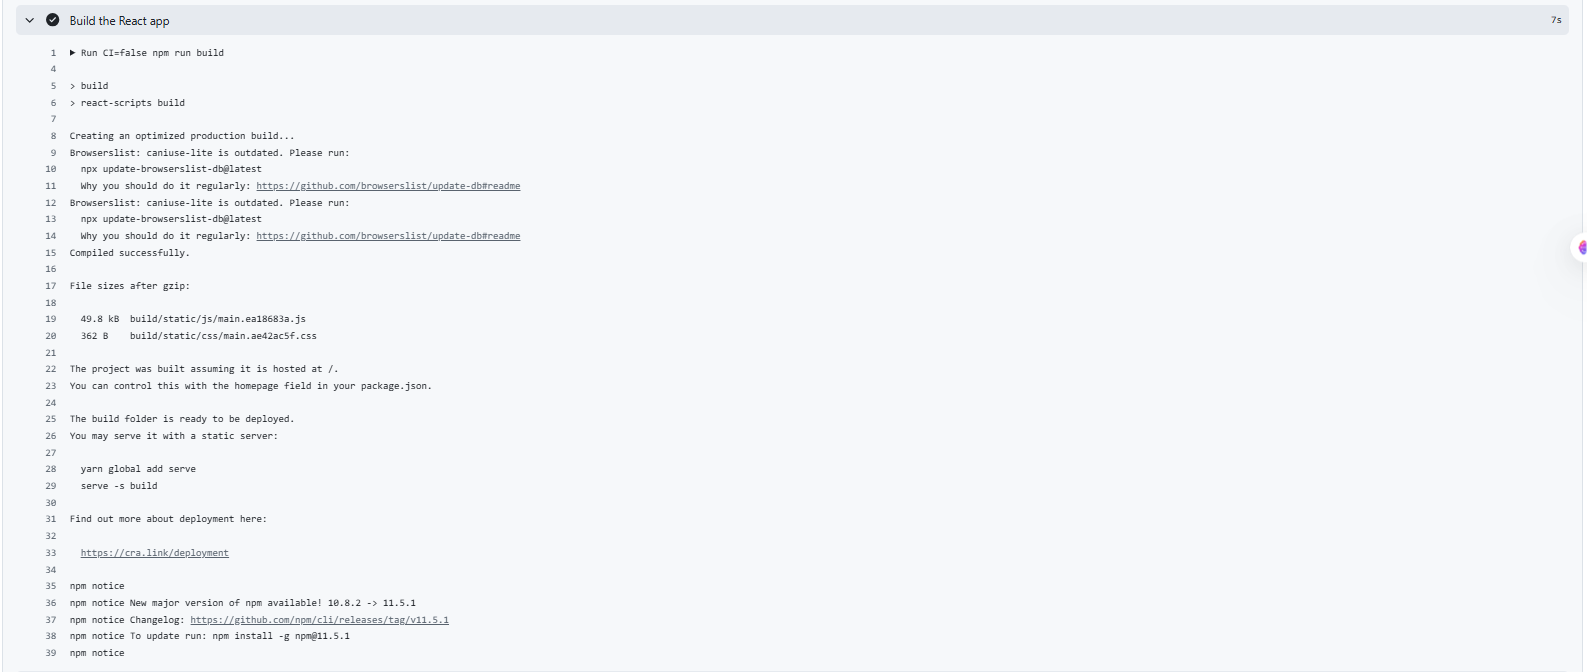 Build the React app 7s
1 ▶ Run CI=false npm run build
4
5 > build
6 > react-scripts build
7
8 Creating an optimized production build...
9 Browserslist: caniuse-lite is outdated. Please run:
10 npx update-browserslist-db@latest
11 Why you should do it regularly: https://github.com/browserslist/update-db#readme
12 Browserslist: caniuse-lite is outdated. Please run:
13 npx update-browserslist-db@latest
14 Why you should do it regularly: https://github.com/browserslist/update-db#readme
15 Compiled successfully.
16
17 File sizes after gzip:
18
19 49.8 kB build/static/js/main.ea18683a.js
20 362 B build/static/css/main.ae42ac5f.css
21
22 The project was built assuming it is hosted at /.
23 You can control this with the homepage field in your package.json.
24
25 The build folder is ready to be deployed.
26 You may serve it with a static server:
27
28 yarn global add serve
29 serve -s build
30
31 Find out more about deployment here:
32
33 https://cra.link/deployment
34
35 npm notice
36 npm notice New major version of npm available! 10.8.2 -> 11.5.1
37 npm notice Changelog: https://github.com/npm/cli/releases/tag/v11.5.1
38 npm notice To update run: npm install -g npm@11.5.1
39 npm notice